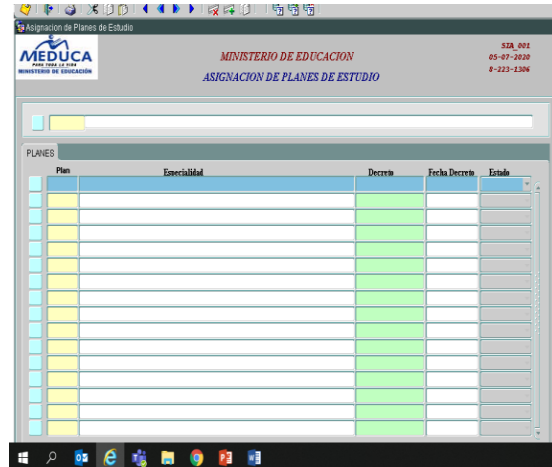 Asignacion de Planes de Estudio
MEDUCA
PARA TODA LA VIDA
MINISTERIO DE EDUCACIÓN
MINISTERIO DE EDUCACION
ASIGNACION DE PLANES DE ESTUDIO
SIA_001
05-07-2020
8-223-1306
PLANES
Plan Especialidad Decreto Fecha Decreto Estado